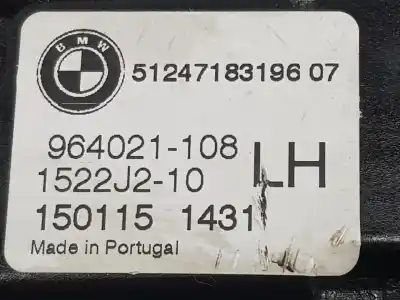 BMW
51247183196 07
964021-108
1522J2-10 LH
150115 1431
Made in Portugal